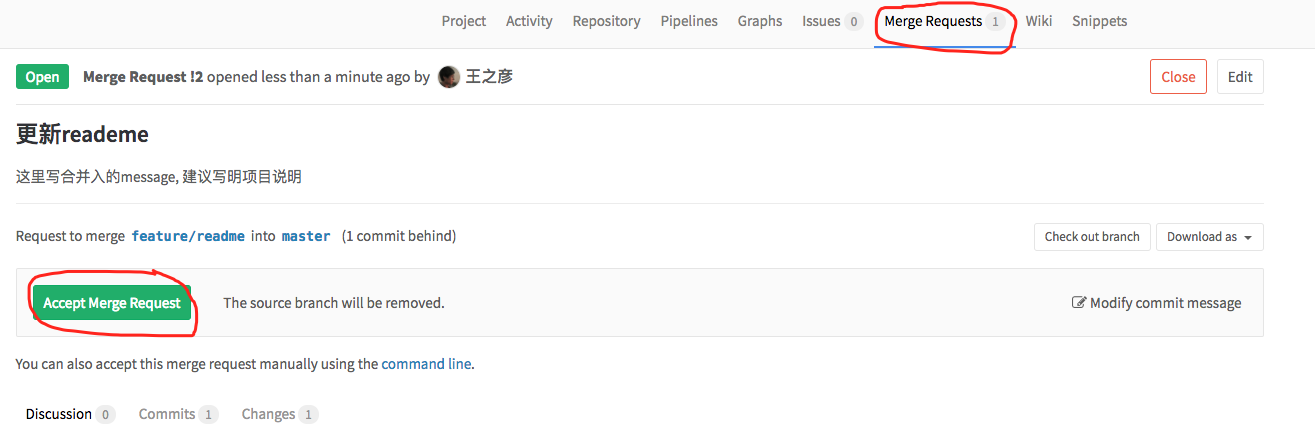 Project Activity Repository Pipelines Graphs Issues 0 Merge Requests 1 Wiki Snippets
Open Merge Request !2 opened less than a minute ago by 王之彦 Close Edit
更新reademe
这里写合并入的message, 建议写明项目说明
Request to merge feature/readme into master (1 commit behind) Check out branch Download as
Accept Merge Request The source branch will be removed. Modify commit message
You can also accept this merge request manually using the command line.
Discussion 0 Commits 1 Changes 1